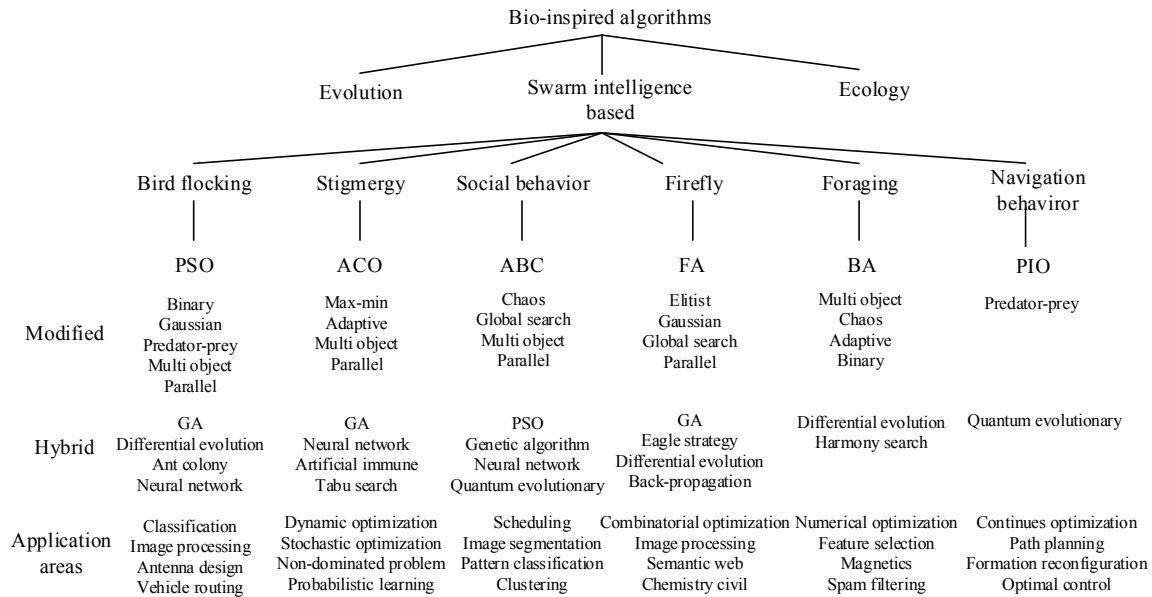 Bio-inspired algorithms
Evolution
Swarm intelligence
based
Ecology
Bird flocking
Stigmergy
Social behavior
Firefly
Foraging
Navigation
behaviror
PSO
ACO
ABC
FA
BA
PIO
Modified
Binary
Gaussian
Predator-prey
Multi object
Parallel
Max-min
Adaptive
Multi object
Parallel
Chaos
Global search
Multi object
Parallel
Elitist
Gaussian
Global search
Parallel
Multi object
Chaos
Adaptive
Binary
Predator-prey
Hybrid
GA
Differential evolution
Ant colony
Neural network
GA
Neural network
Artificial immune
Tabu search
PSO
Genetic algorithm
Neural network
Quantum evolutionary
GA
Eagle strategy
Differential evolution
Back-propagation
Differential evolution
Harmony search
Quantum evolutionary
Application
areas
Classification
Image processing
Antenna design
Vehicle routing
Dynamic optimization
Stochastic optimization
Non-dominated problem
Probabilistic learning
Scheduling
Image segmentation
Pattern classification
Clustering
Combinatorial optimization
Image processing
Semantic web
Chemistry civil
Numerical optimization
Feature selection
Magnetics
Spam filtering
Continues optimization
Path planning
Formation reconfiguration
Optimal control